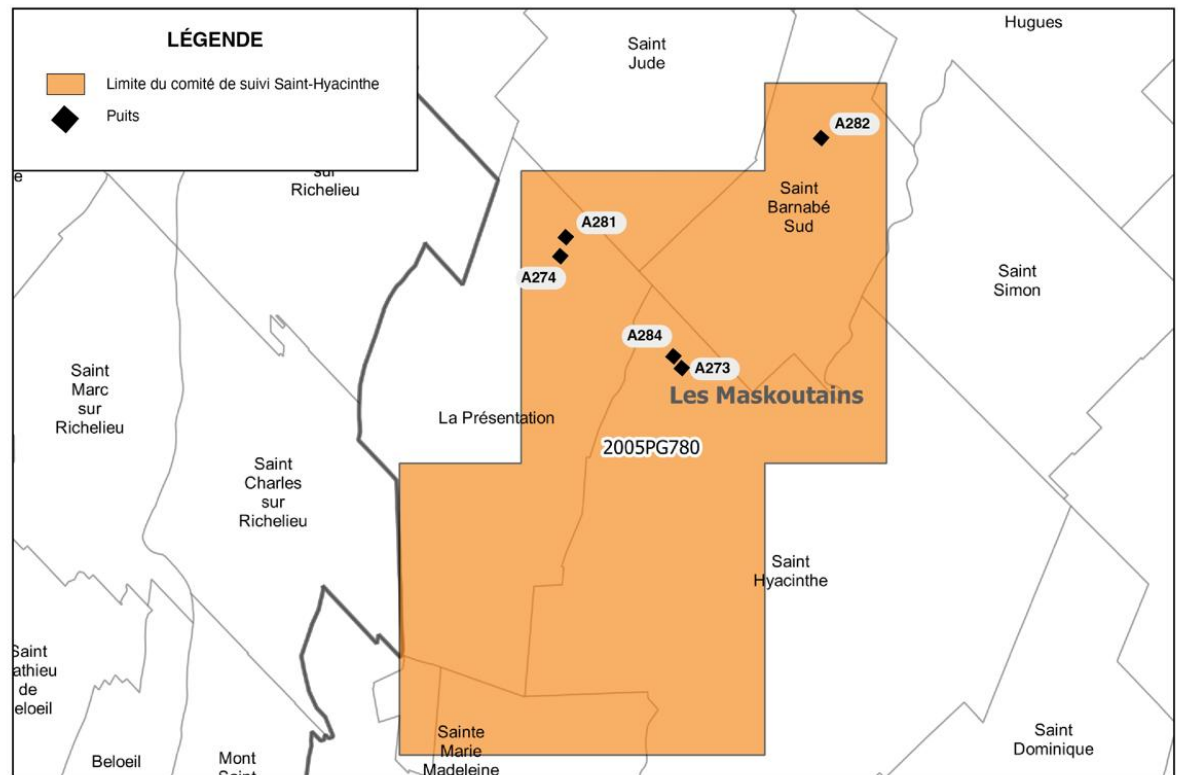 LÉGENDE
Limite du comité de suivi Saint-Hyacinthe
Puits
Hugues
Saint
Jude
A282
sur
Richelieu
e
Saint
Barnabé
Sud
A281
A274
Saint
Simon
A284
A273
Les Maskoutains
Saint
Marc
sur
Richelieu
La Présentation
2005PG780
Saint
Charles
sur
Richelieu
Saint
Hyacinthe
Saint
athieu
de
eloeil
Beloeil
Mont
Saint
Sainte
Marie
Madeleine
Saint
Dominique